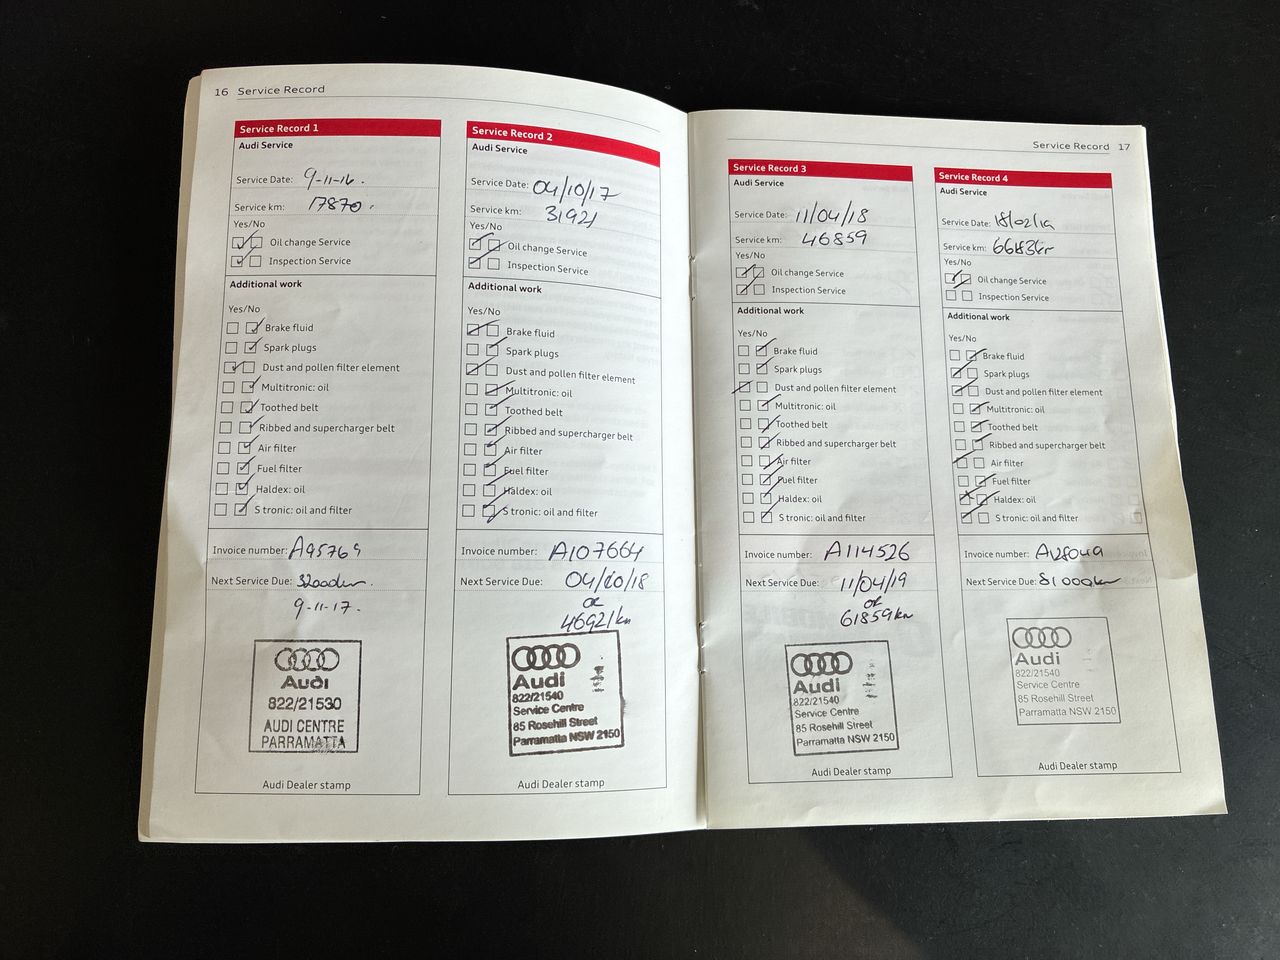 16 Service Record
Service Record 1
Audi Service
Service Date: 9-11-16.
Service km: 17870.
Yes/No
Oil change Service
Inspection Service
Additional work
Yes/No
Brake fluid
Spark plugs
Dust and pollen filter element
Multitronic: oil
Toothed belt
Ribbed and supercharger belt
Air filter
Fuel filter
Haldex: oil
S tronic: oil and filter
Invoice number: A95769
Next Service Due: 32000km.
9-11-17.
Audi
822/21530
AUDI CENTRE
PARRAMATTA
Audi Dealer stamp
Service Record 2
Audi Service
Service Date: 04/10/17
Service km: 31921
Yes/No
Oil change Service
Inspection Service
Additional work
Yes/No
Brake fluid
Spark plugs
Dust and pollen filter element
Multitronic: oil
Toothed belt
Ribbed and supercharger belt
Air filter
Fuel filter
Haldex: oil
S tronic: oil and filter
Invoice number: A107664
Next Service Due: 04/10/18
or
46921km
Audi
822/21540
Service Centre
85 Rosehill Street
Parramatta NSW 2150
Audi Dealer stamp
Service Record 17
Service Record 3
Audi Service
Service Date: 11/04/18
Service km: 46859
Yes/No
Oil change Service
Inspection Service
Additional work
Yes/No
Brake fluid
Spark plugs
Dust and pollen filter element
Multitronic: oil
Toothed belt
Ribbed and supercharger belt
Air filter
Fuel filter
Haldex: oil
S tronic: oil and filter
Invoice number: A114526
Next Service Due: 11/04/19
or
61859km
Audi
822/21540
Service Centre
85 Rosehill Street
Parramatta NSW 2150
Audi Dealer stamp
Service Record 4
Audi Service
Service Date: 18/02/19
Service km:
Yes/No
Oil change Service
Inspection Service
Additional work
Yes/No
Brake fluid
Spark plugs
Dust and pollen filter element
Multitronic: oil
Toothed belt
Ribbed and supercharger belt
Air filter
Fuel filter
Haldex: oil
S tronic: oil and filter
Invoice number:
Next Service Due: 81000km
Audi
822/21540
Service Centre
85 Rosehill Street
Parramatta NSW 2150
Audi Dealer stamp